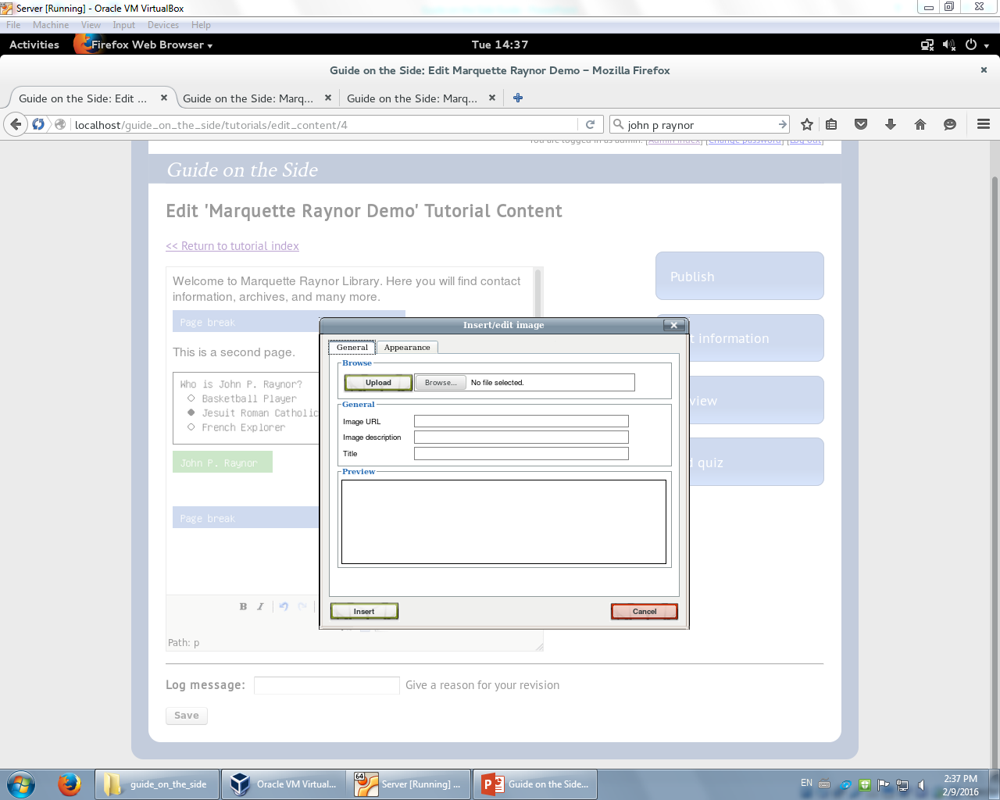 Server [Running] - Oracle VM VirtualBox
File Machine View Input Devices Help
Activities Firefox Web Browser Tue 14:37
Guide on the Side: Edit Marquette Raynor Demo – Mozilla Firefox
Guide on the Side: Edit ... Guide on the Side: Marq... Guide on the Side: Marq...
localhost/guide_on_the_side/tutorials/edit_content/4 john p raynor
You are logged in as admin. [Admin index] [Change password] [Log out]
Guide on the Side
Edit 'Marquette Raynor Demo' Tutorial Content
<< Return to tutorial index
Publish
Welcome to Marquette Raynor Library. Here you will find contact
information, archives, and many more.
Page break
Insert/edit image
information
General Appearance
This is a second page.
Browse
Upload Browse... No file selected.
Who is John P. Raynor?
Basketball Player
Jesuit Roman Catholic
French Explorer
General
Image URL
Image description
Title
John P. Raynor
quiz
Preview
Page break
B I
Insert Cancel
Path: p
Log message: Give a reason for your revision
Save
guide_on_the_side Oracle VM Virtual... 64 Server [Running] ... Guide on the Side... EN 2:37 PM
2/9/2016